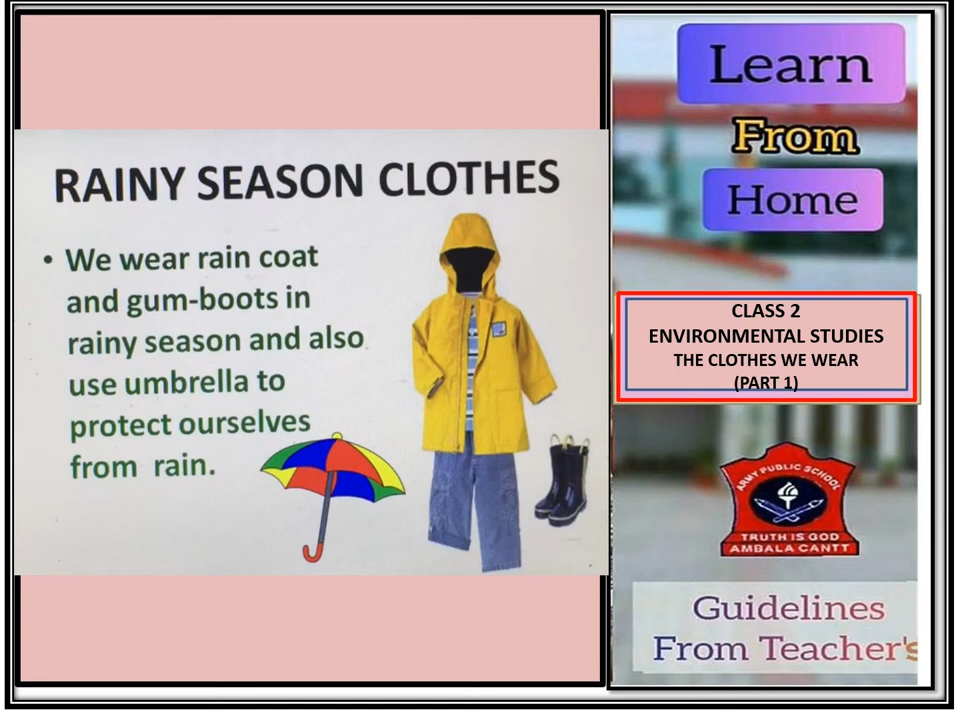 RAINY SEASON CLOTHES
• We wear rain coat
and gum-boots in
rainy season and also
use umbrella to
protect ourselves
from rain.
Learn
From
Home
CLASS 2
ENVIRONMENTAL STUDIES
THE CLOTHES WE WEAR
(PART 1)
ARMY PUBLIC SCHOOL
TRUTH IS GOD
AMBALA CANTT
Guidelines
From Teacher's